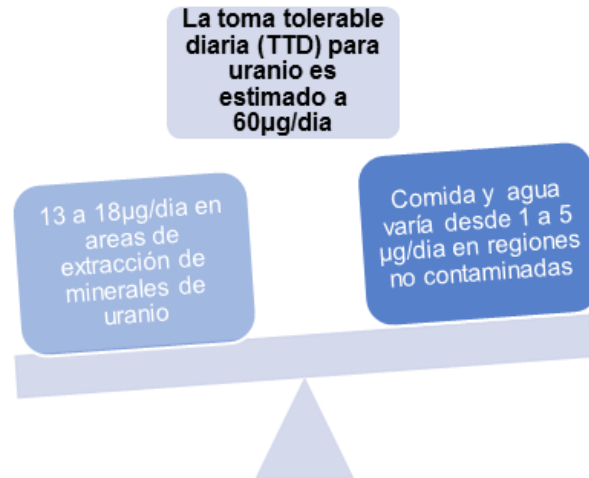 La toma tolerable
diaria (TTD) para
uranio es
estimado a
60µg/dia
13 a 18µg/dia en
areas de
extracción de
minerales de
uranio
Comida y agua
varía desde 1 a 5
µg/dia en regiones
no contaminadas